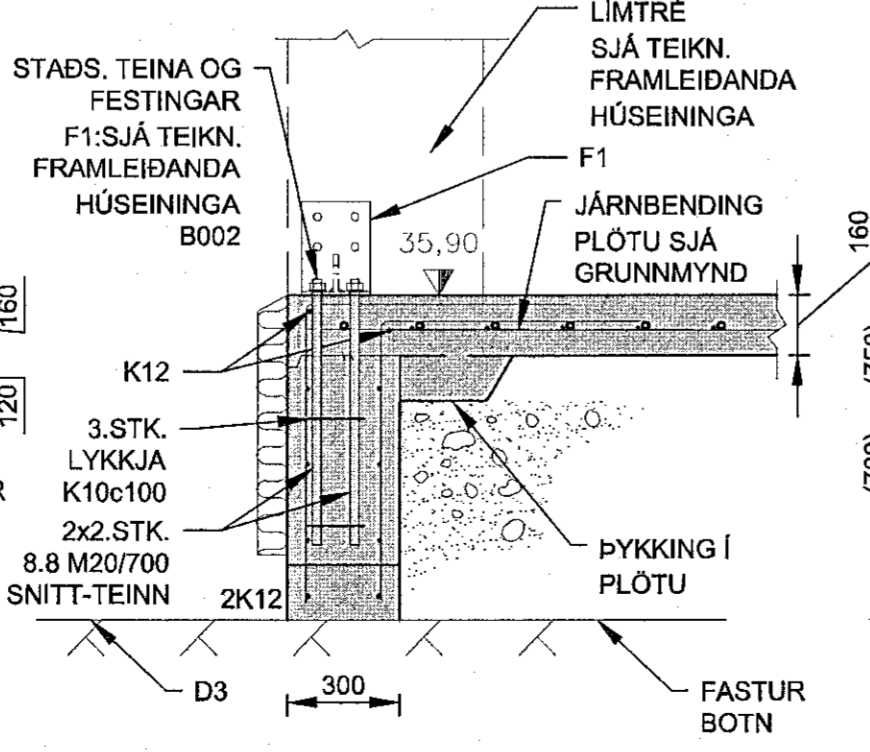 STAÐS. TEINA OG
FESTINGAR
F1:SJÁ TEIKN.
FRAMLEIÐANDA
HÚSEININGA
B002
LÍMTRÉ
SJÁ TEIKN.
FRAMLEIÐANDA
HÚSEININGA
F1
35,90
JÁRNBENDING
PLÖTU SJÁ
GRUNNMYND
160
160
120
K12
3.STK.
LYKKJA
K10c100
2x2.STK.
8.8 M20/700
SNITT-TEINN
2K12
ÞYKKING Í
PLÖTU
D3
300
FASTUR
BOTN